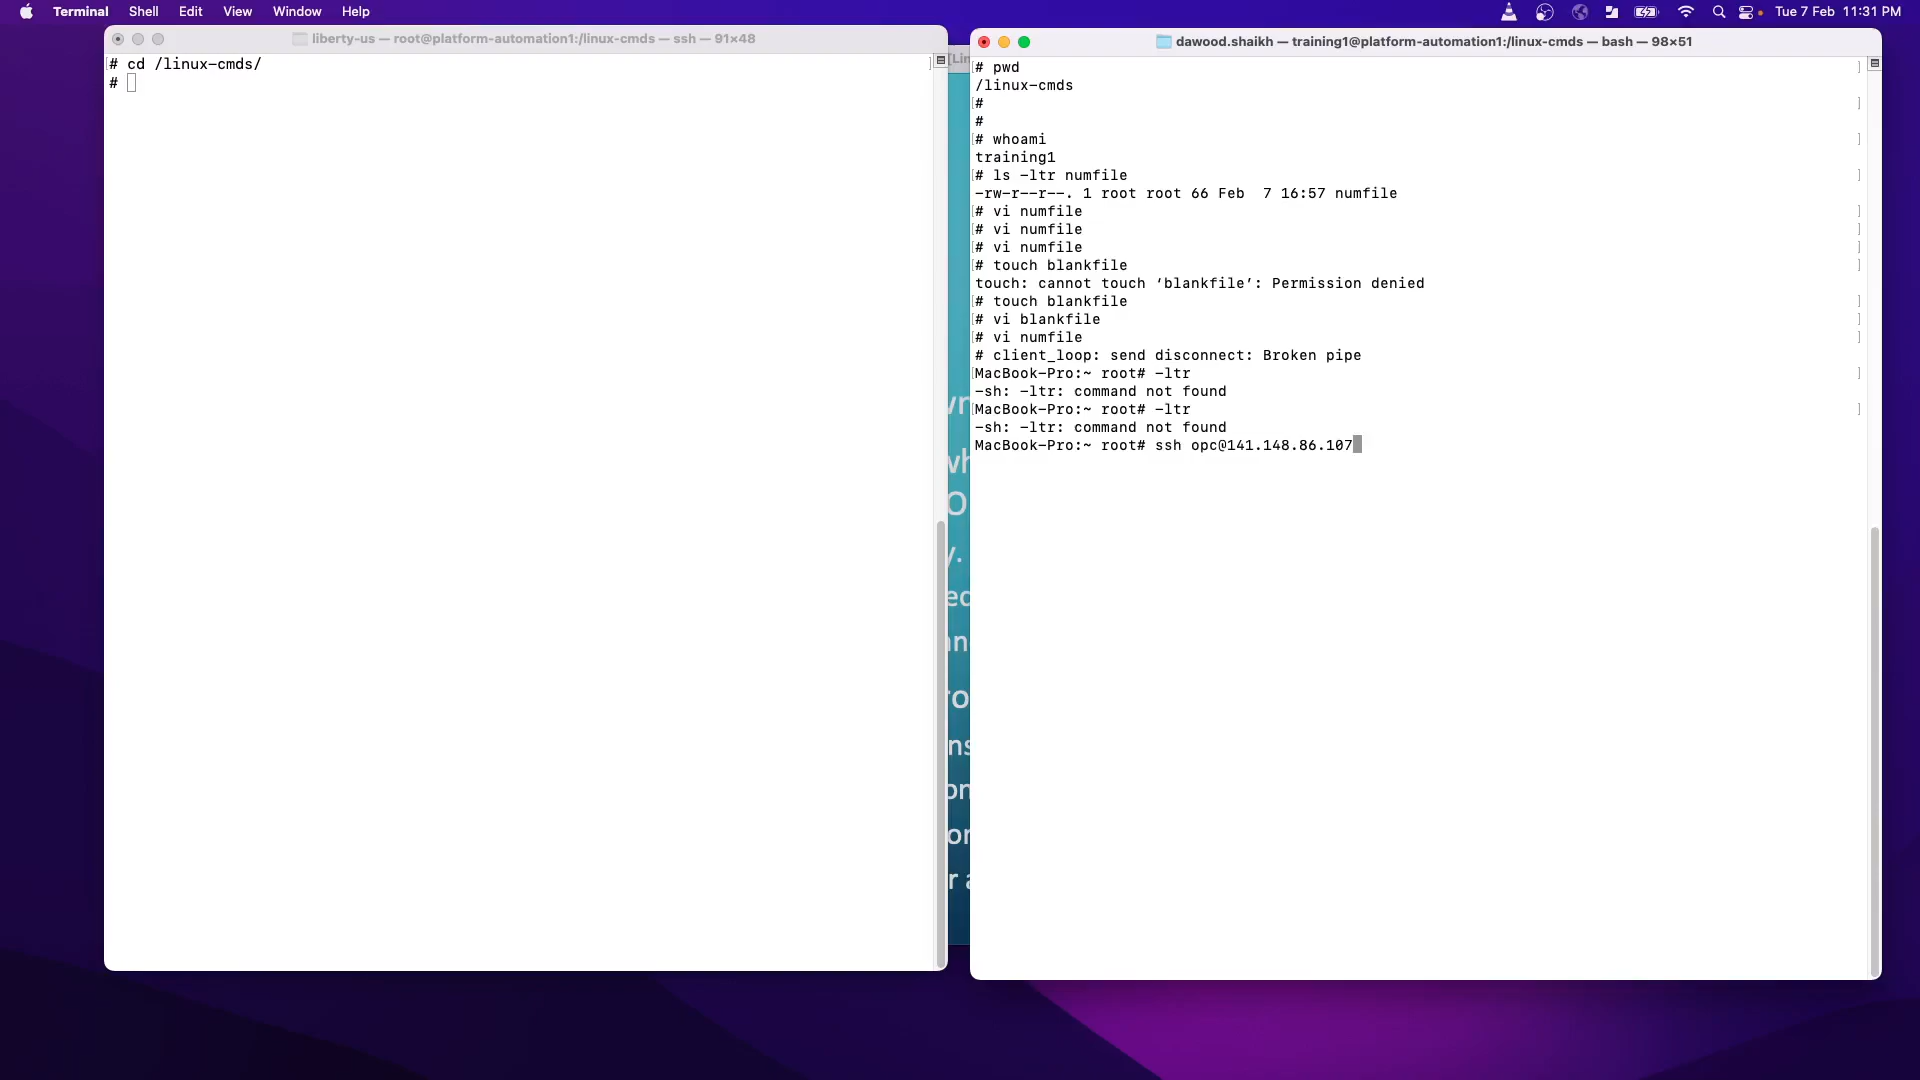 Terminal Shell Edit View Window Help
Tue 7 Feb 11:31 PM
liberty-us — root@platform-automation1:/linux-cmds — ssh — 91×48
# cd /linux-cmds/
#
dawood.shaikh — training1@platform-automation1:/linux-cmds — bash — 98×51
# pwd
/linux-cmds
#
#
# whoami
training1
# ls -ltr numfile
-rw-r--r--. 1 root root 66 Feb  7 16:57 numfile
# vi numfile
# vi numfile
# vi numfile
# touch blankfile
touch: cannot touch ‘blankfile’: Permission denied
# touch blankfile
# vi blankfile
# vi numfile
# client_loop: send disconnect: Broken pipe
MacBook-Pro:~ root# -ltr
-sh: -ltr: command not found
MacBook-Pro:~ root# -ltr
-sh: -ltr: command not found
MacBook-Pro:~ root# ssh opc@141.148.86.107